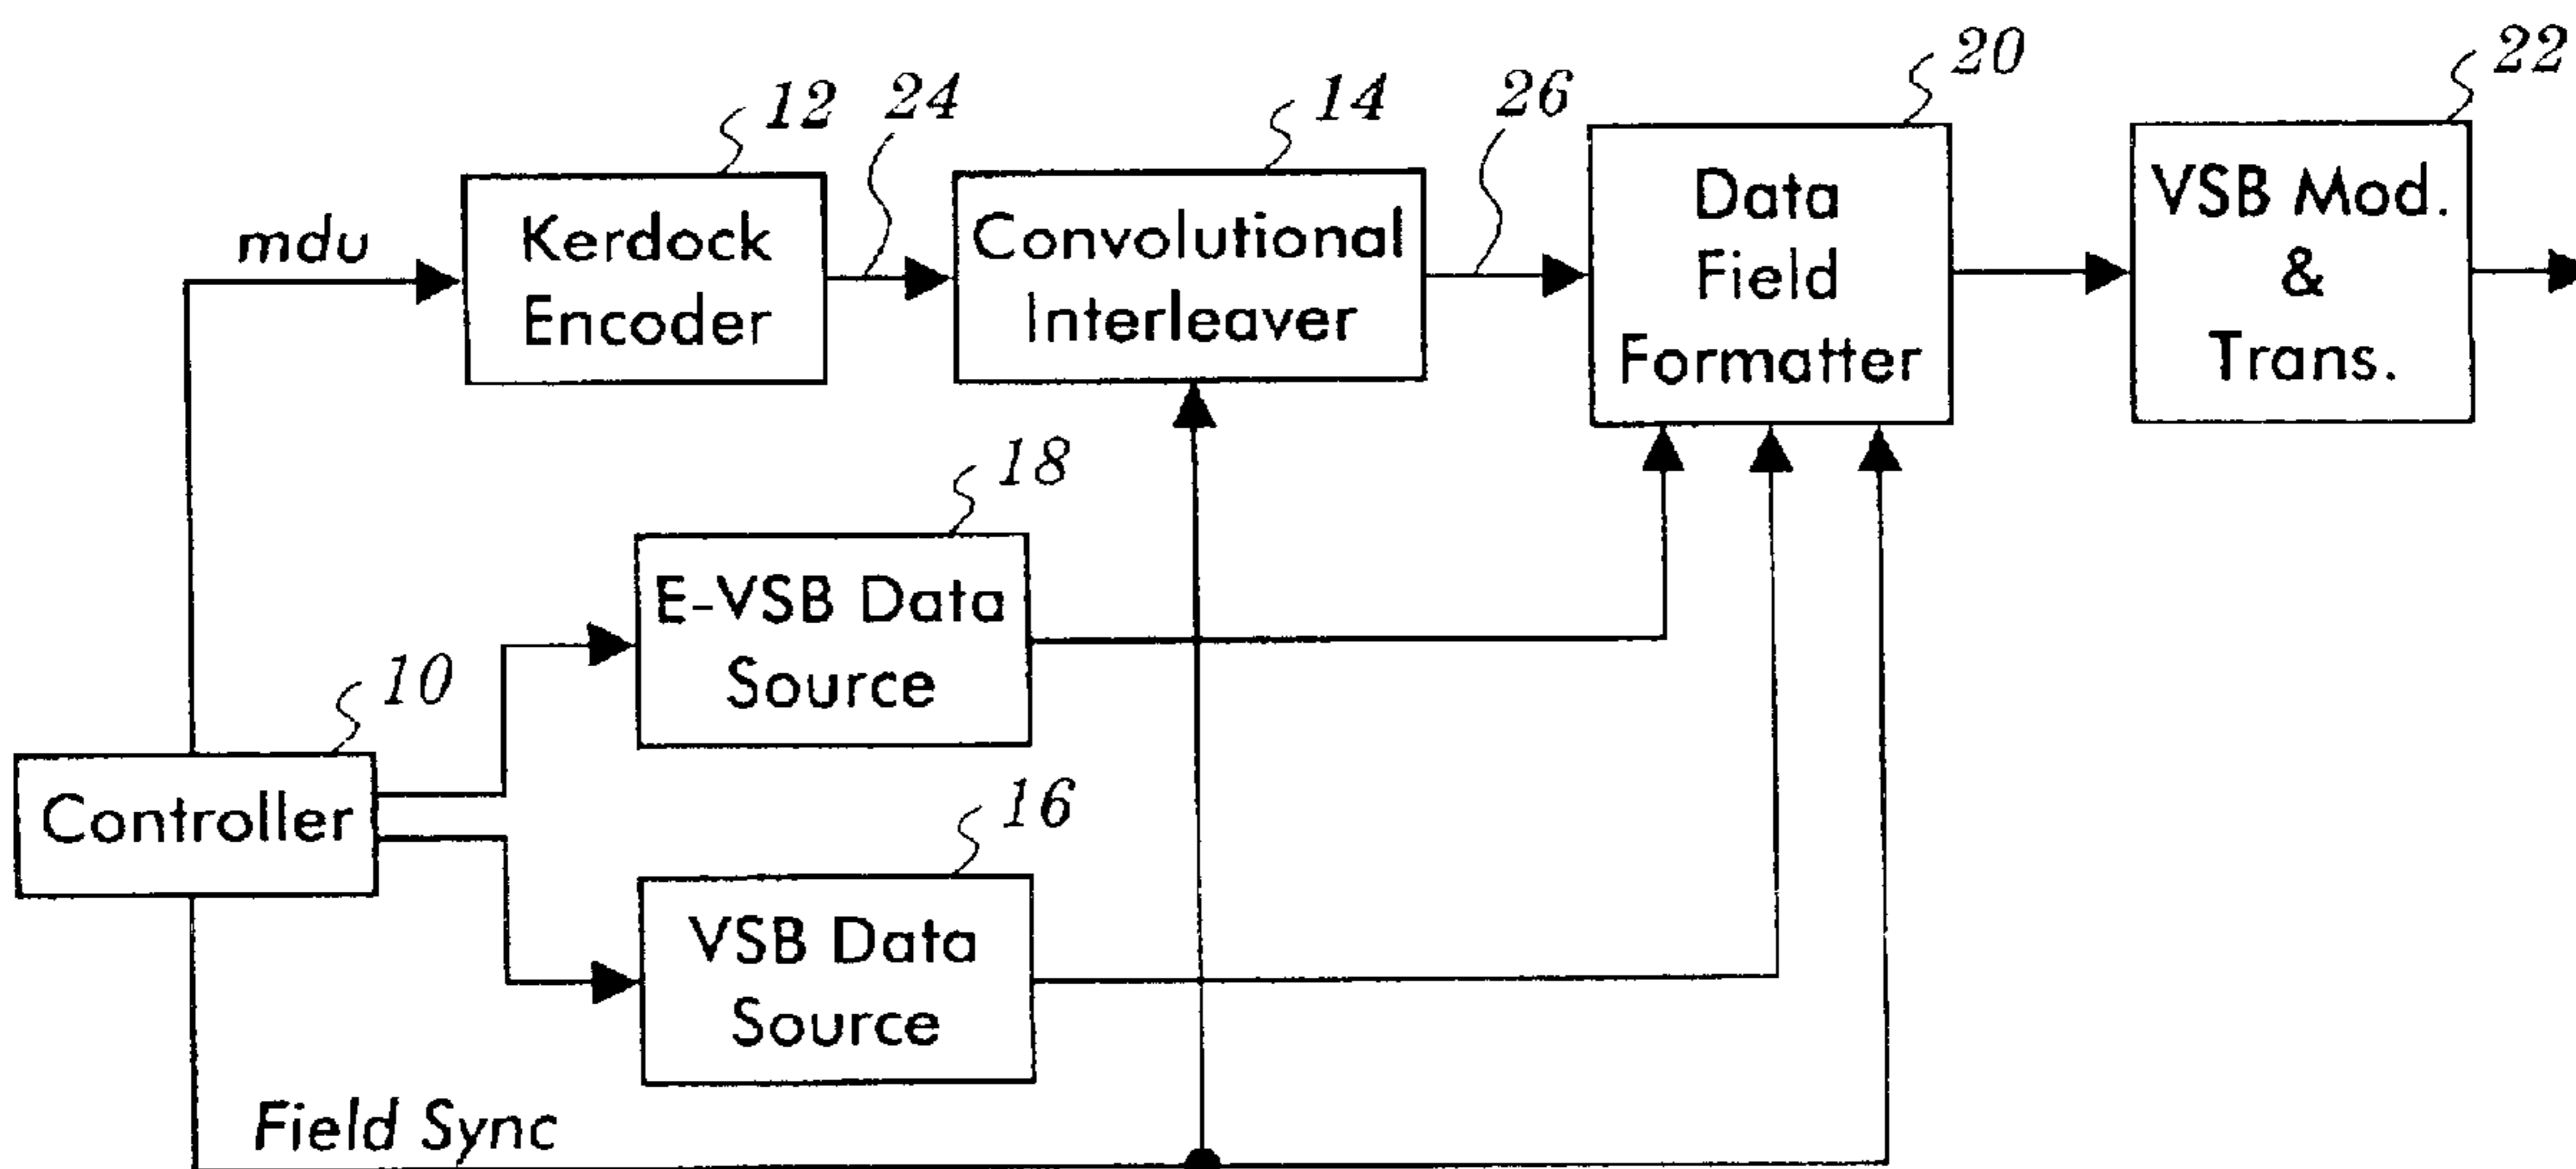 20
22
12
24
14
26
mdu
Kerdock
Encoder
Convolutional
Interleaver
Data
Field
Formatter
VSB Mod.
&
Trans.
18
E-VSB Data
Source
10
Controller
16
VSB Data
Source
Field Sync